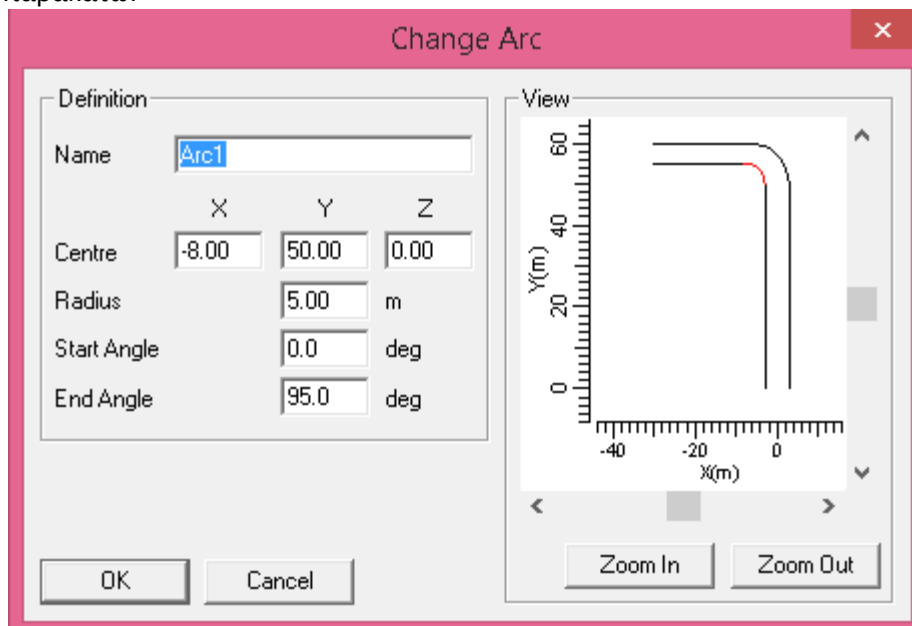 Change Arc
Definition
Name Arc1
X Y Z
Centre -8.00 50.00 0.00
Radius 5.00 m
Start Angle 0.0 deg
End Angle 95.0 deg
OK Cancel
View
60
40
20
0
Y(m)
-40 -20 0
X(m)
Zoom In Zoom Out